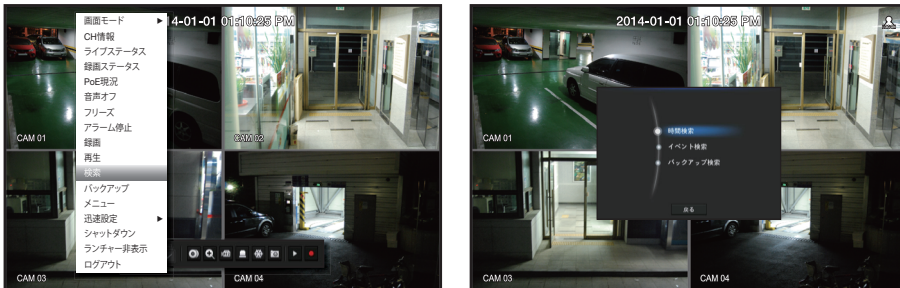 画面モード ▶
CH情報
ライブステータス
録画ステータス
PoE現況
音声オフ
フリーズ
アラーム停止
録画
再生
検索
バックアップ
メニュー
迅速設定 ▶
シャットダウン
ランチャー非表示
ログアウト
4-01-01 01:10:25 PM
CAM 01
CAM 02
CAM 03
CAM 04
2014-01-01 01:10:25 PM
CAM 01
時間検索
イベント検索
バックアップ検索
戻る
CAM 03
CAM 04